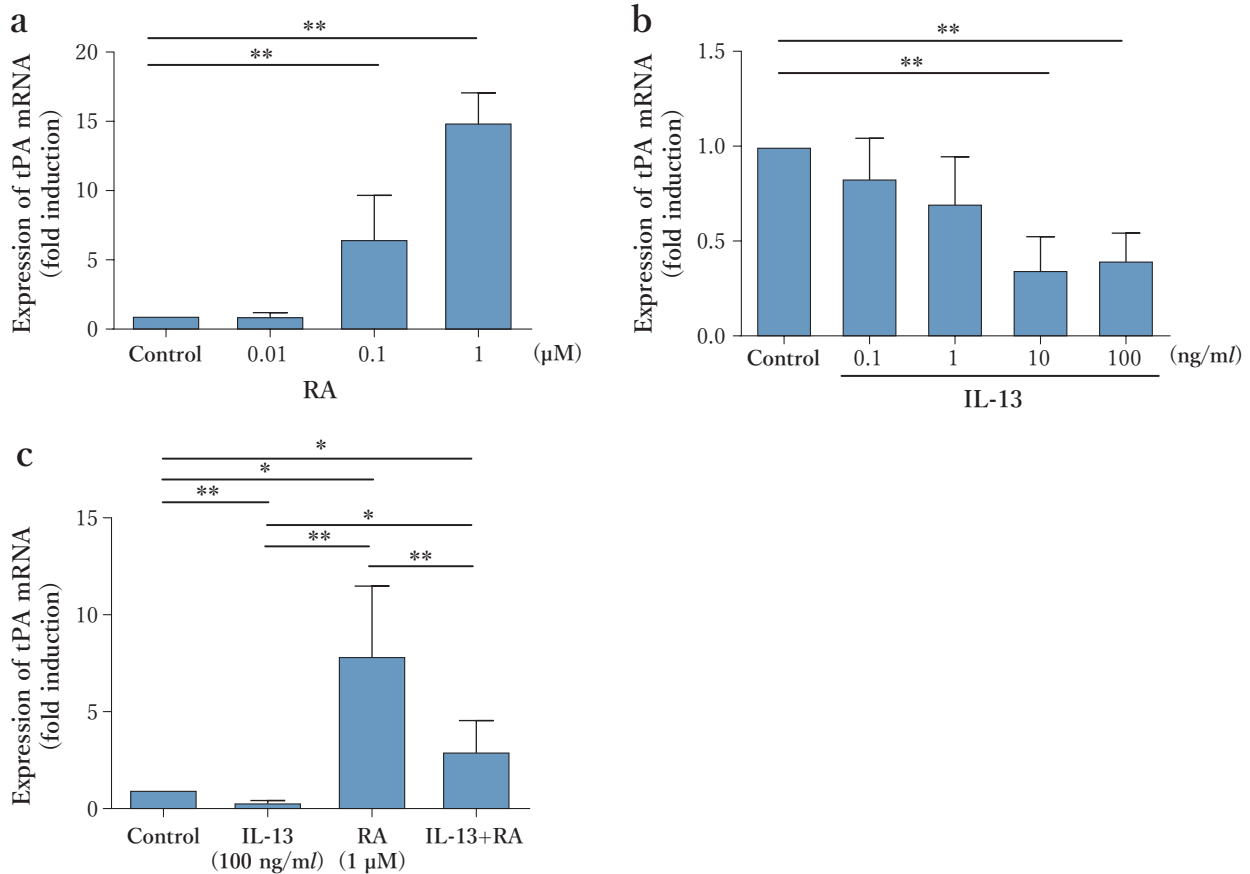 a
**
**
Expression of tPA mRNA
(fold induction)
20
15
10
5
0
Control 0.01 0.1 1 (µM)
RA
b
**
**
Expression of tPA mRNA
(fold induction)
1.5
1.0
0.5
0.0
Control 0.1 1 10 100 (ng/ml)
IL-13
c
*
*
**
*
**
**
Expression of tPA mRNA
(fold induction)
15
10
5
0
Control IL-13 RA IL-13+RA
(100 ng/ml) (1 µM)